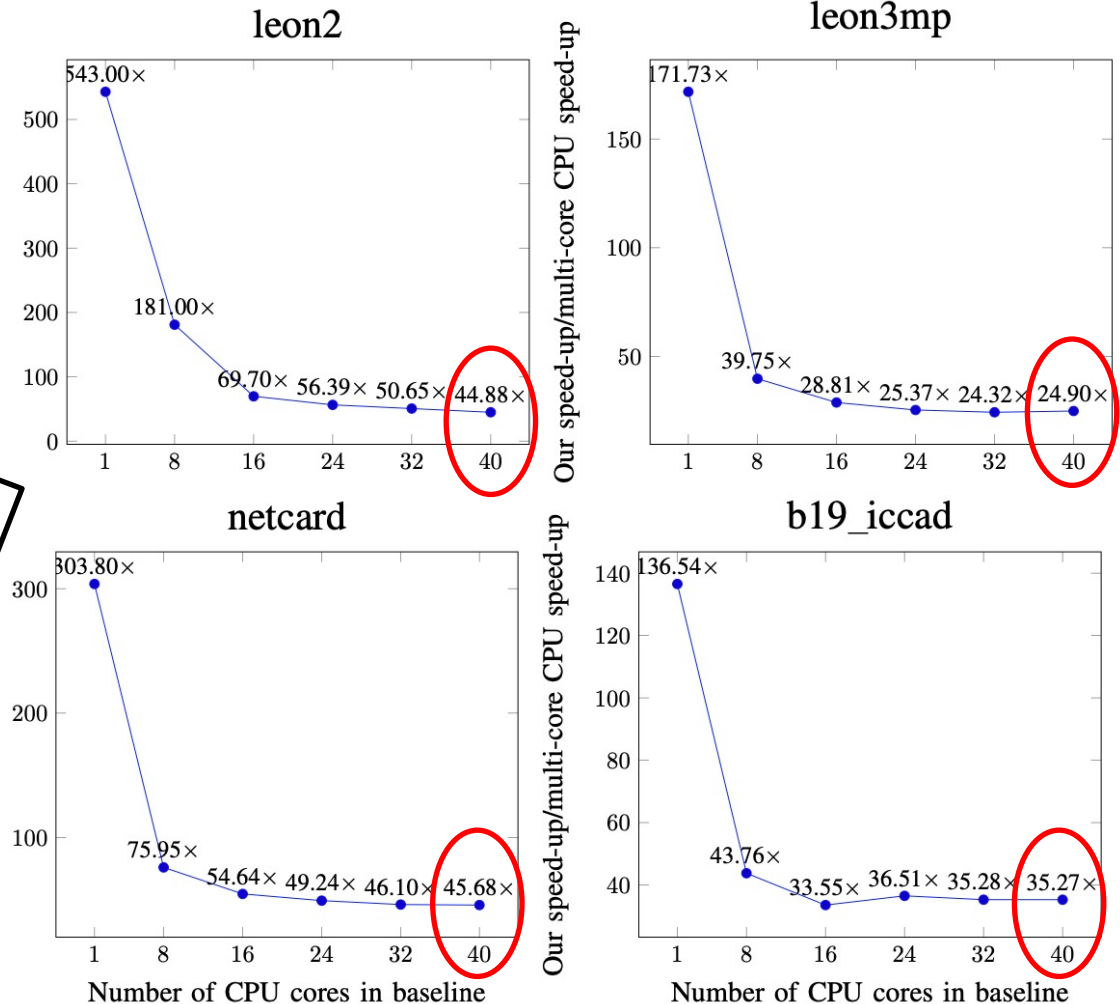 leon2
543.00×
500
400
300
200
181.00×
100
69.70× 56.39× 50.65× 44.88×
0
1 8 16 24 32 40
Our speed-up/multi-core CPU speed-up
leon3mp
171.73×
150
100
50
39.75×
28.81× 25.37× 24.32× 24.90×
1 8 16 24 32 40
netcard
303.80×
300
200
100
75.95×
54.64× 49.24× 46.10× 45.68×
1 8 16 24 32 40
Number of CPU cores in baseline
Our speed-up/multi-core CPU speed-up
b19_iccad
136.54×
140
120
100
80
60
40
43.76×
33.55× 36.51× 35.28× 35.27×
1 8 16 24 32 40
Number of CPU cores in baseline